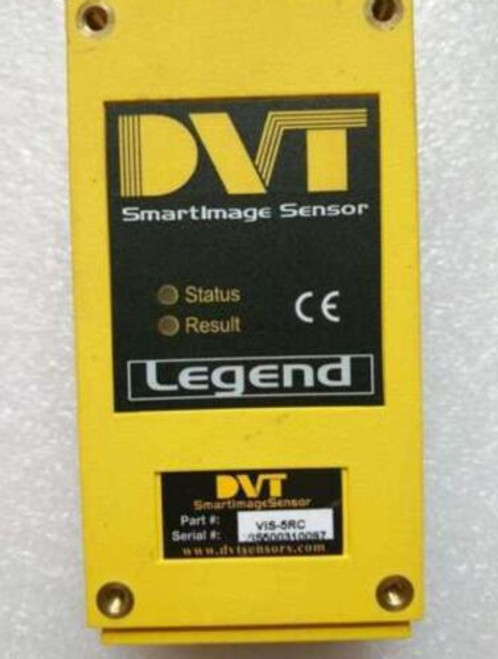 DVT
SmartImage Sensor
Status
CE
Result
Legend
DVT
SmartImageSensor
Part #: VIS-5RC
Serial #:
www.dvtsensors.com